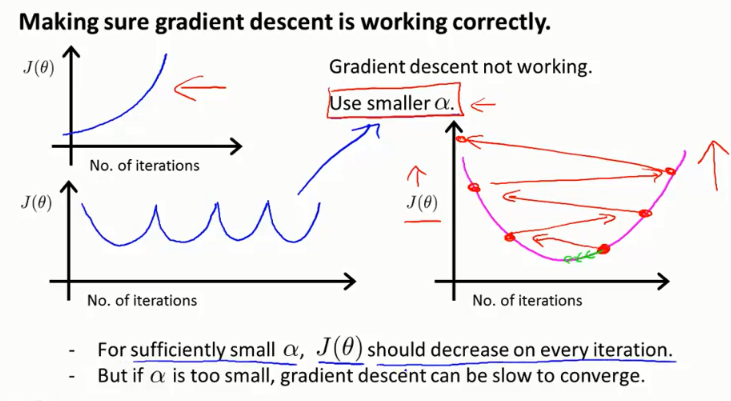 Making sure gradient descent is working correctly.
J(θ)
No. of iterations
Gradient descent not working.
Use smaller α.
J(θ)
No. of iterations
J(θ)
No. of iterations
- For sufficiently small α, J(θ) should decrease on every iteration.
- But if α is too small, gradient descent can be slow to converge.